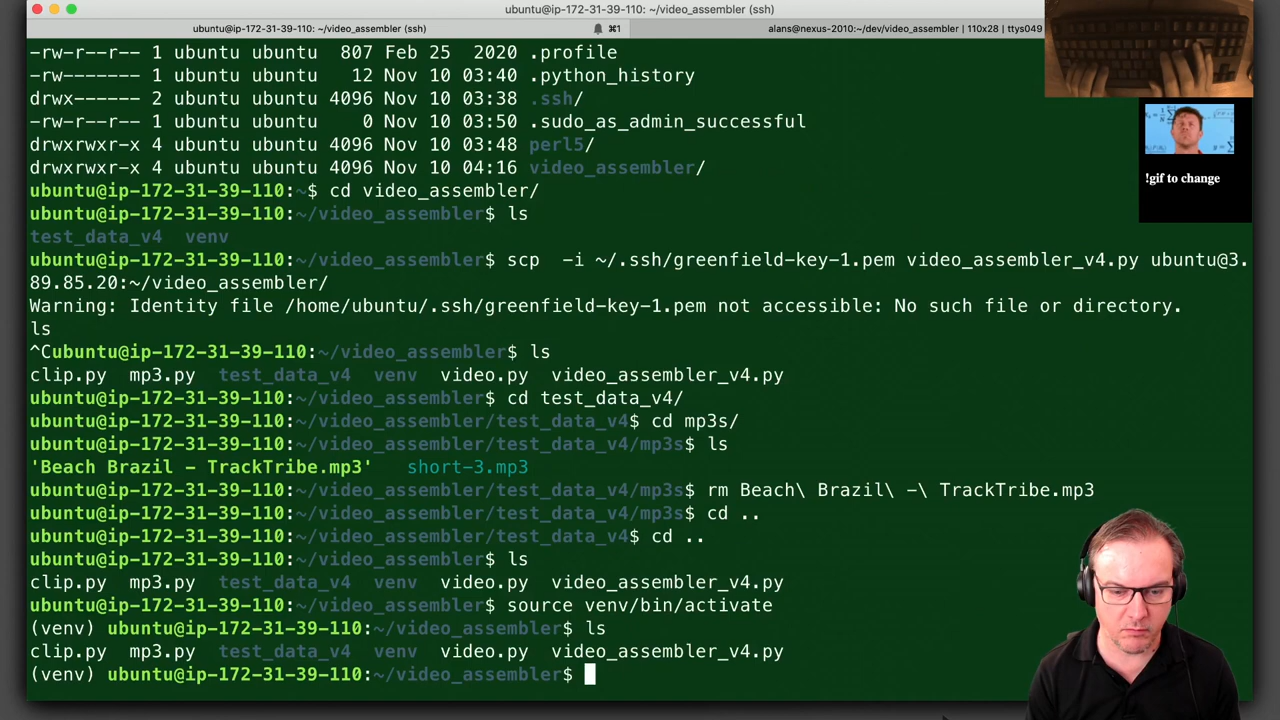 ubuntu@ip-172-31-39-110: ~/video_assembler (ssh)
ubuntu@ip-172-31-39-110: ~/video_assembler (ssh) ⌘1 alans@nexus-2010:~/dev/video_assembler | 110x28 | ttys049
-rw-r--r-- 1 ubuntu ubuntu  807 Feb 25  2020 .profile
-rw------- 1 ubuntu ubuntu   12 Nov 10 03:40 .python_history
drwx------ 2 ubuntu ubuntu 4096 Nov 10 03:38 .ssh/
-rw-r--r-- 1 ubuntu ubuntu    0 Nov 10 03:50 .sudo_as_admin_successful
drwxrwxr-x 4 ubuntu ubuntu 4096 Nov 10 03:48 perl5/
drwxrwxr-x 4 ubuntu ubuntu 4096 Nov 10 04:16 video_assembler/
ubuntu@ip-172-31-39-110:~$ cd video_assembler/
ubuntu@ip-172-31-39-110:~/video_assembler$ ls
test_data_v4  venv
ubuntu@ip-172-31-39-110:~/video_assembler$ scp  -i ~/.ssh/greenfield-key-1.pem video_assembler_v4.py ubuntu@3.
89.85.20:~/video_assembler/
Warning: Identity file /home/ubuntu/.ssh/greenfield-key-1.pem not accessible: No such file or directory.
ls
^Cubuntu@ip-172-31-39-110:~/video_assembler$ ls
clip.py  mp3.py  test_data_v4  venv  video.py  video_assembler_v4.py
ubuntu@ip-172-31-39-110:~/video_assembler$ cd test_data_v4/
ubuntu@ip-172-31-39-110:~/video_assembler/test_data_v4$ cd mp3s/
ubuntu@ip-172-31-39-110:~/video_assembler/test_data_v4/mp3s$ ls
'Beach Brazil - TrackTribe.mp3'   short-3.mp3
ubuntu@ip-172-31-39-110:~/video_assembler/test_data_v4/mp3s$ rm Beach\ Brazil\ -\ TrackTribe.mp3
ubuntu@ip-172-31-39-110:~/video_assembler/test_data_v4/mp3s$ cd ..
ubuntu@ip-172-31-39-110:~/video_assembler/test_data_v4$ cd ..
ubuntu@ip-172-31-39-110:~/video_assembler$ ls
clip.py  mp3.py  test_data_v4  venv  video.py  video_assembler_v4.py
ubuntu@ip-172-31-39-110:~/video_assembler$ source venv/bin/activate
(venv) ubuntu@ip-172-31-39-110:~/video_assembler$ ls
clip.py  mp3.py  test_data_v4  venv  video.py  video_assembler_v4.py
(venv) ubuntu@ip-172-31-39-110:~/video_assembler$
!gif to change